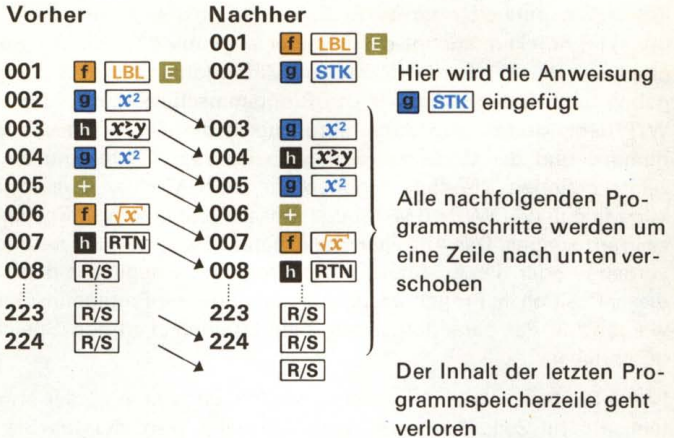 Vorher Nachher
001 f LBL E
001 f LBL E
002 g STK
Hier wird die Anweisung
g STK eingefügt
002 g x²
003 g x²
003 h x≷y
004 h x≷y
004 g x²
005 g x²
005 +
006 +
Alle nachfolgenden Pro-
grammschritte werden um
eine Zeile nach unten ver-
schoben
006 f √x
007 f √x
007 h RTN
008 h RTN
008 R/S
R/S
223 R/S
223 R/S
224 R/S
224 R/S
R/S
Der Inhalt der letzten Pro-
grammspeicherzeile geht
verloren